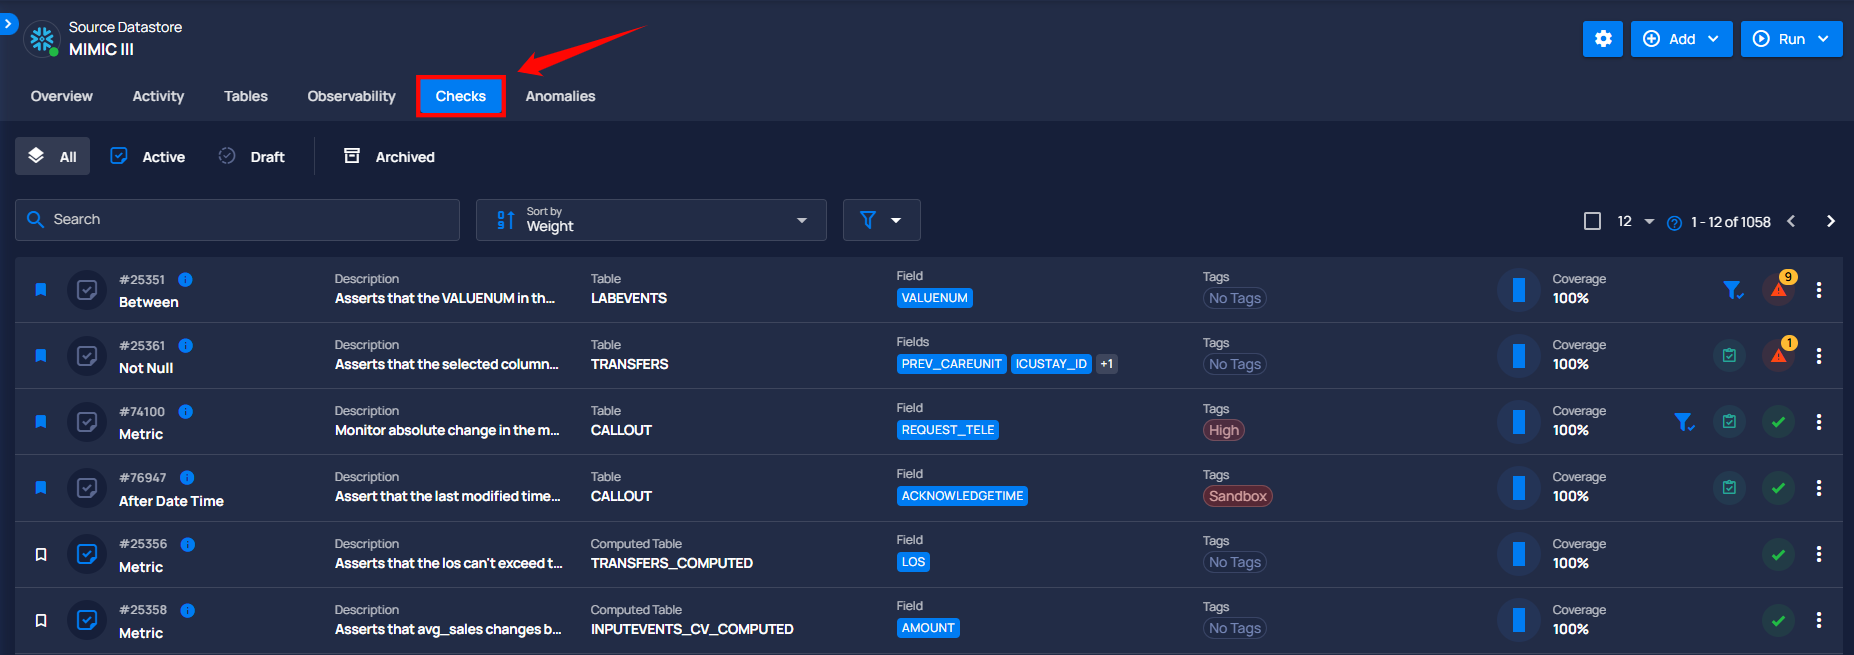 Source Datastore
MIMIC III
Add
Run
Overview Activity Tables Observability Checks Anomalies
All Active Draft Archived
Search
Sort by
Weight
12 1 - 12 of 1058
#25351 Description Table Field Tags Coverage 9
Between Asserts that the VALUENUM in th... LABEVENTS VALUENUM No Tags 100%
#25361 Description Table Fields Tags Coverage 1
Not Null Asserts that the selected column... TRANSFERS PREV_CAREUNIT ICUSTAY_ID +1 No Tags 100%
#74100 Description Table Field Tags Coverage
Metric Monitor absolute change in the m... CALLOUT REQUEST_TELE High 100%
#76947 Description Table Field Tags Coverage
After Date Time Assert that the last modified time... CALLOUT ACKNOWLEDGETIME Sandbox 100%
#25356 Description Computed Table Field Tags Coverage
Metric Asserts that the los can't exceed t... TRANSFERS_COMPUTED LOS No Tags 100%
#25358 Description Computed Table Field Tags Coverage
Metric Asserts that avg_sales changes b... INPUTEVENTS_CV_COMPUTED AMOUNT No Tags 100%